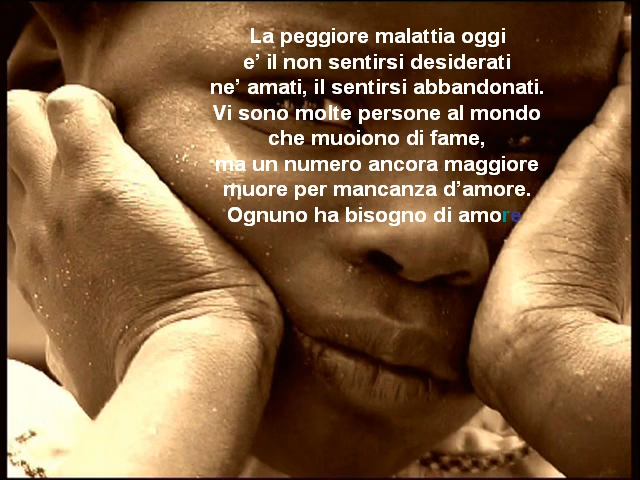 La peggiore malattia oggi
e' il non sentirsi desiderati
ne' amati, il sentirsi abbandonati.
Vi sono molte persone al mondo
che muoiono di fame,
ma un numero ancora maggiore
muore per mancanza d'amore.
Ognuno ha bisogno di amore